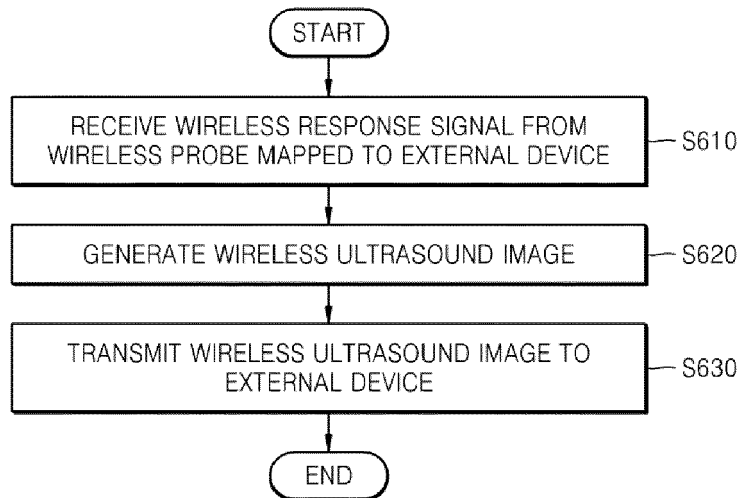 START
RECEIVE WIRELESS RESPONSE SIGNAL FROM
WIRELESS PROBE MAPPED TO EXTERNAL DEVICE
S610
GENERATE WIRELESS ULTRASOUND IMAGE
S620
TRANSMIT WIRELESS ULTRASOUND IMAGE TO
EXTERNAL DEVICE
S630
END